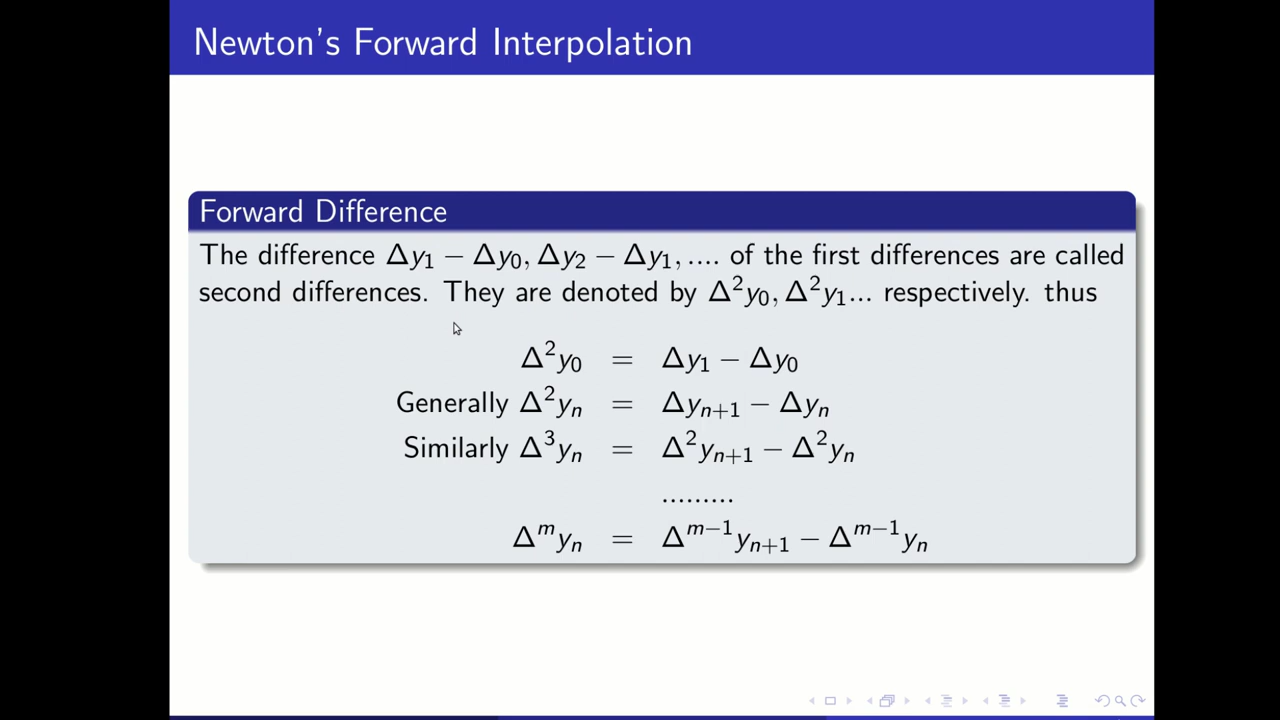 Newton's Forward Interpolation
Forward Difference
The difference Δy₁ − Δy₀, Δy₂ − Δy₁, .... of the first differences are called
second differences. They are denoted by Δ²y₀, Δ²y₁... respectively. thus
Δ²y₀ = Δy₁ − Δy₀
Generally Δ²yₙ = Δyₙ₊₁ − Δyₙ
Similarly Δ³yₙ = Δ²yₙ₊₁ − Δ²yₙ
.........
Δᵐyₙ = Δᵐ⁻¹yₙ₊₁ − Δᵐ⁻¹yₙ